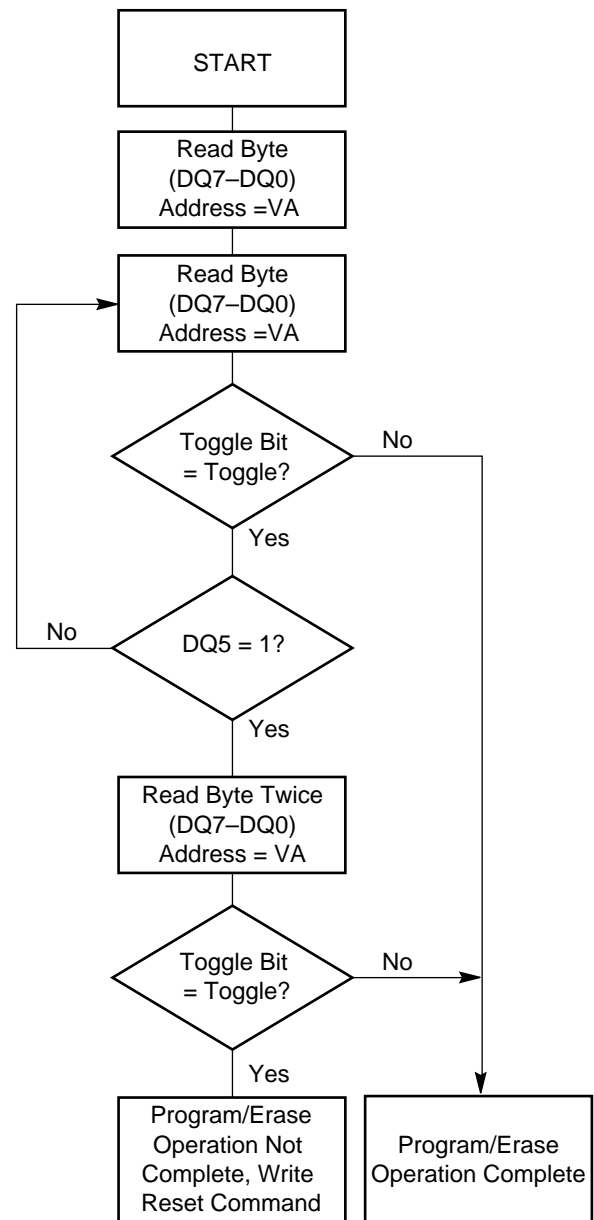 START
Read Byte
(DQ7–DQ0)
Address =VA
Read Byte
(DQ7–DQ0)
Address =VA
Toggle Bit
= Toggle?
No
Yes
No
DQ5 = 1?
Yes
Read Byte Twice
(DQ7–DQ0)
Address = VA
Toggle Bit
= Toggle?
No
Yes
Program/Erase
Operation Not
Complete, Write
Reset Command
Program/Erase
Operation Complete